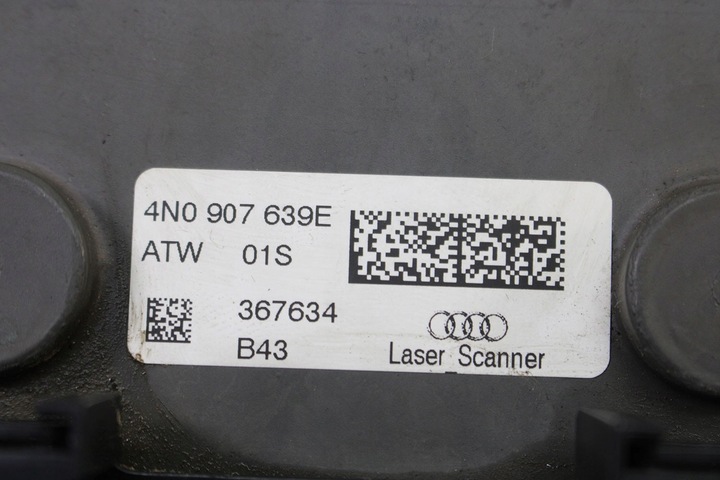 4N0 907 639E
ATW 01S
367634
B43
Laser Scanner